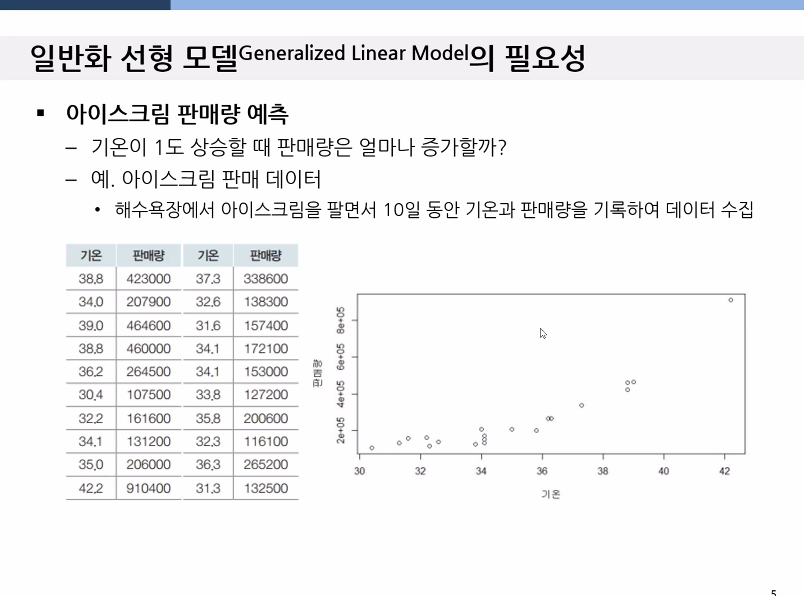 일반화 선형 모델Generalized Linear Model의 필요성
▪ 아이스크림 판매량 예측
– 기온이 1도 상승할 때 판매량은 얼마나 증가할까?
– 예. 아이스크림 판매 데이터
• 해수욕장에서 아이스크림을 팔면서 10일 동안 기온과 판매량을 기록하여 데이터 수집
기온 판매량 기온 판매량
38.8 423000 37.3 338600
34.0 207900 32.6 138300
39.0 464600 31.6 157400
38.8 460000 34.1 172100
36.2 264500 34.1 153000
30.4 107500 33.8 127200
32.2 161600 35.8 200600
34.1 131200 32.3 116100
35.0 206000 36.3 265200
42.2 910400 31.3 132500
판매량
8e+05
6e+05
4e+05
2e+05
30 32 34 36 38 40 42
기온
5